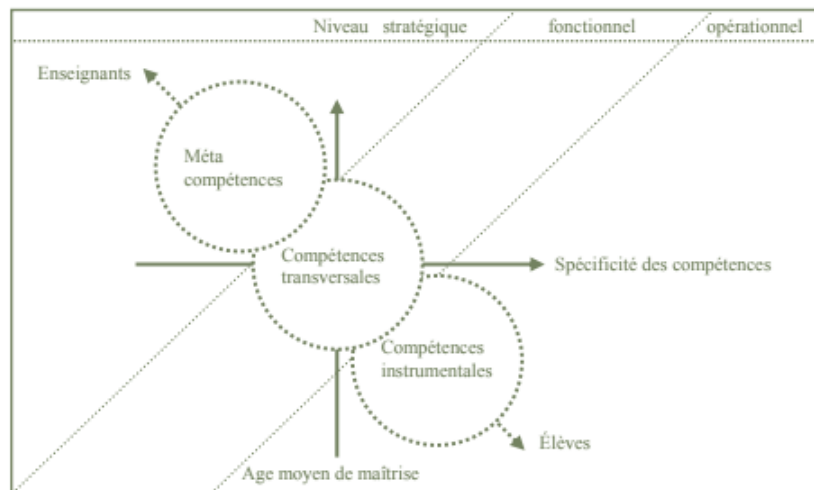 Niveau stratégique fonctionnel opérationnel
Enseignants
Méta
compétences
Compétences
transversales
Spécificité des compétences
Compétences
instrumentales
Élèves
Age moyen de maîtrise